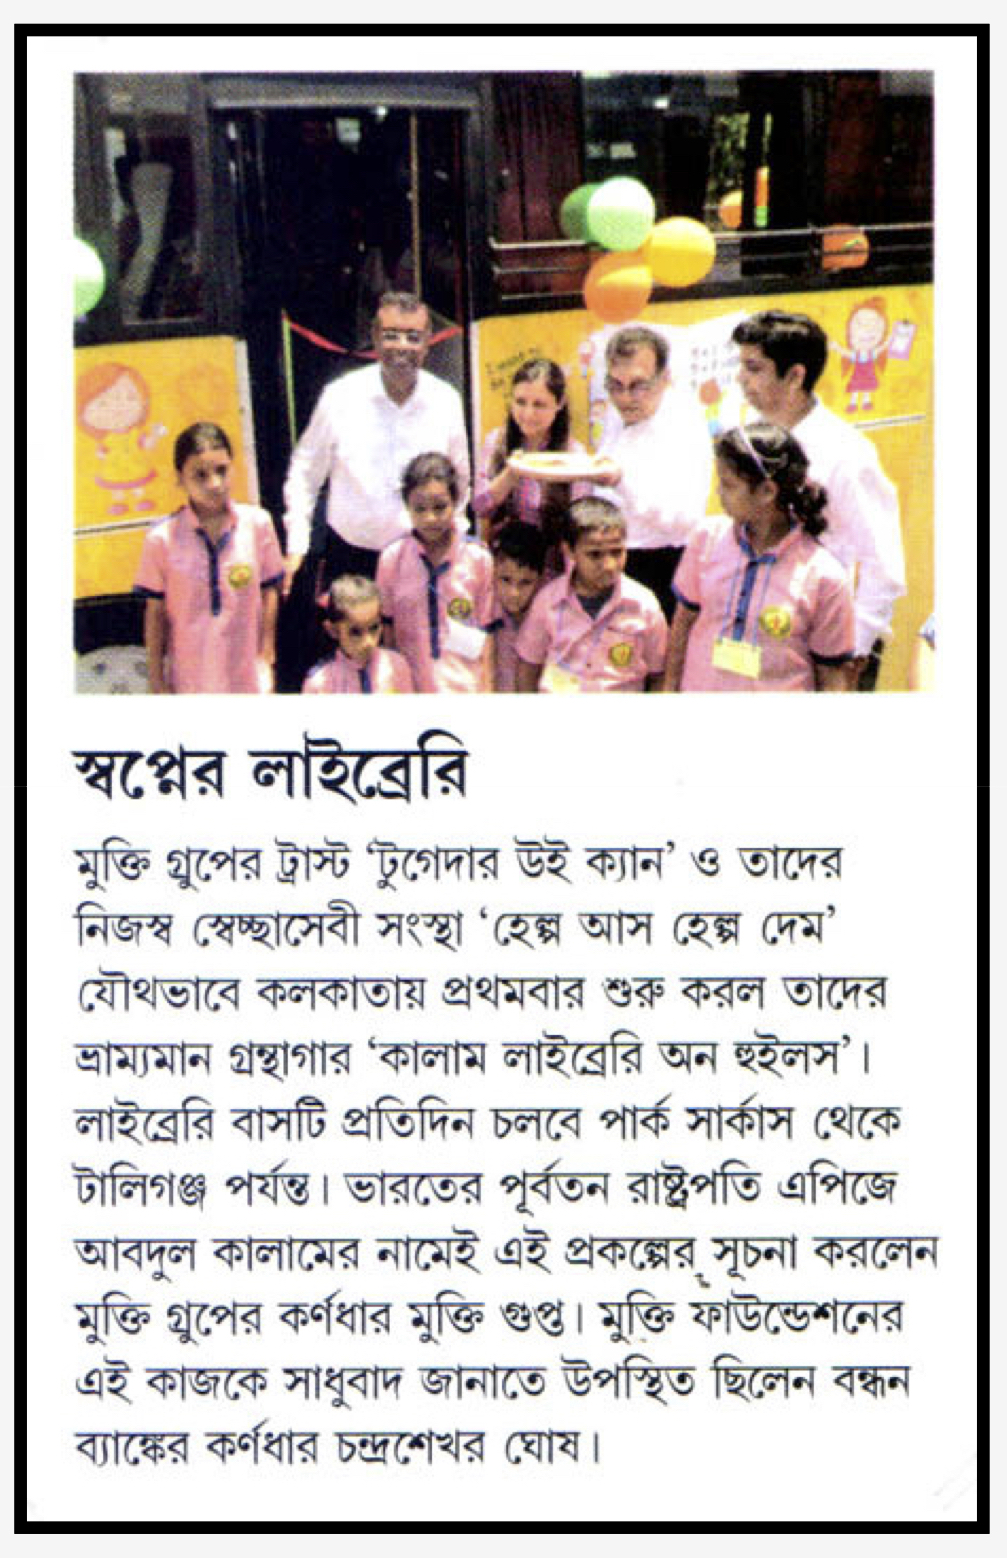 স্বপ্নের লাইব্রেরি
মুক্তি গ্রুপের ট্রাস্ট ‘টুগেদার উই ক্যান’ ও তাদের
নিজস্ব স্বেচ্ছাসেবী সংস্থা ‘হেল্প আস হেল্প দেম’
যৌথভাবে কলকাতায় প্রথমবার শুরু করল তাদের
ভ্রাম্যমান গ্রন্থাগার ‘কালাম লাইব্রেরি অন হুইলস’।
লাইব্রেরি বাসটি প্রতিদিন চলবে পার্ক সার্কাস থেকে
টালিগঞ্জ পর্যন্ত। ভারতের পূর্বতন রাষ্ট্রপতি এপিজে
আবদুল কালামের নামেই এই প্রকল্পের সূচনা করলেন
মুক্তি গ্রুপের কর্ণধার মুক্তি গুপ্ত। মুক্তি ফাউন্ডেশনের
এই কাজকে সাধুবাদ জানাতে উপস্থিত ছিলেন বন্ধন
ব্যাঙ্কের কর্ণধার চন্দ্রশেখর ঘোষ।